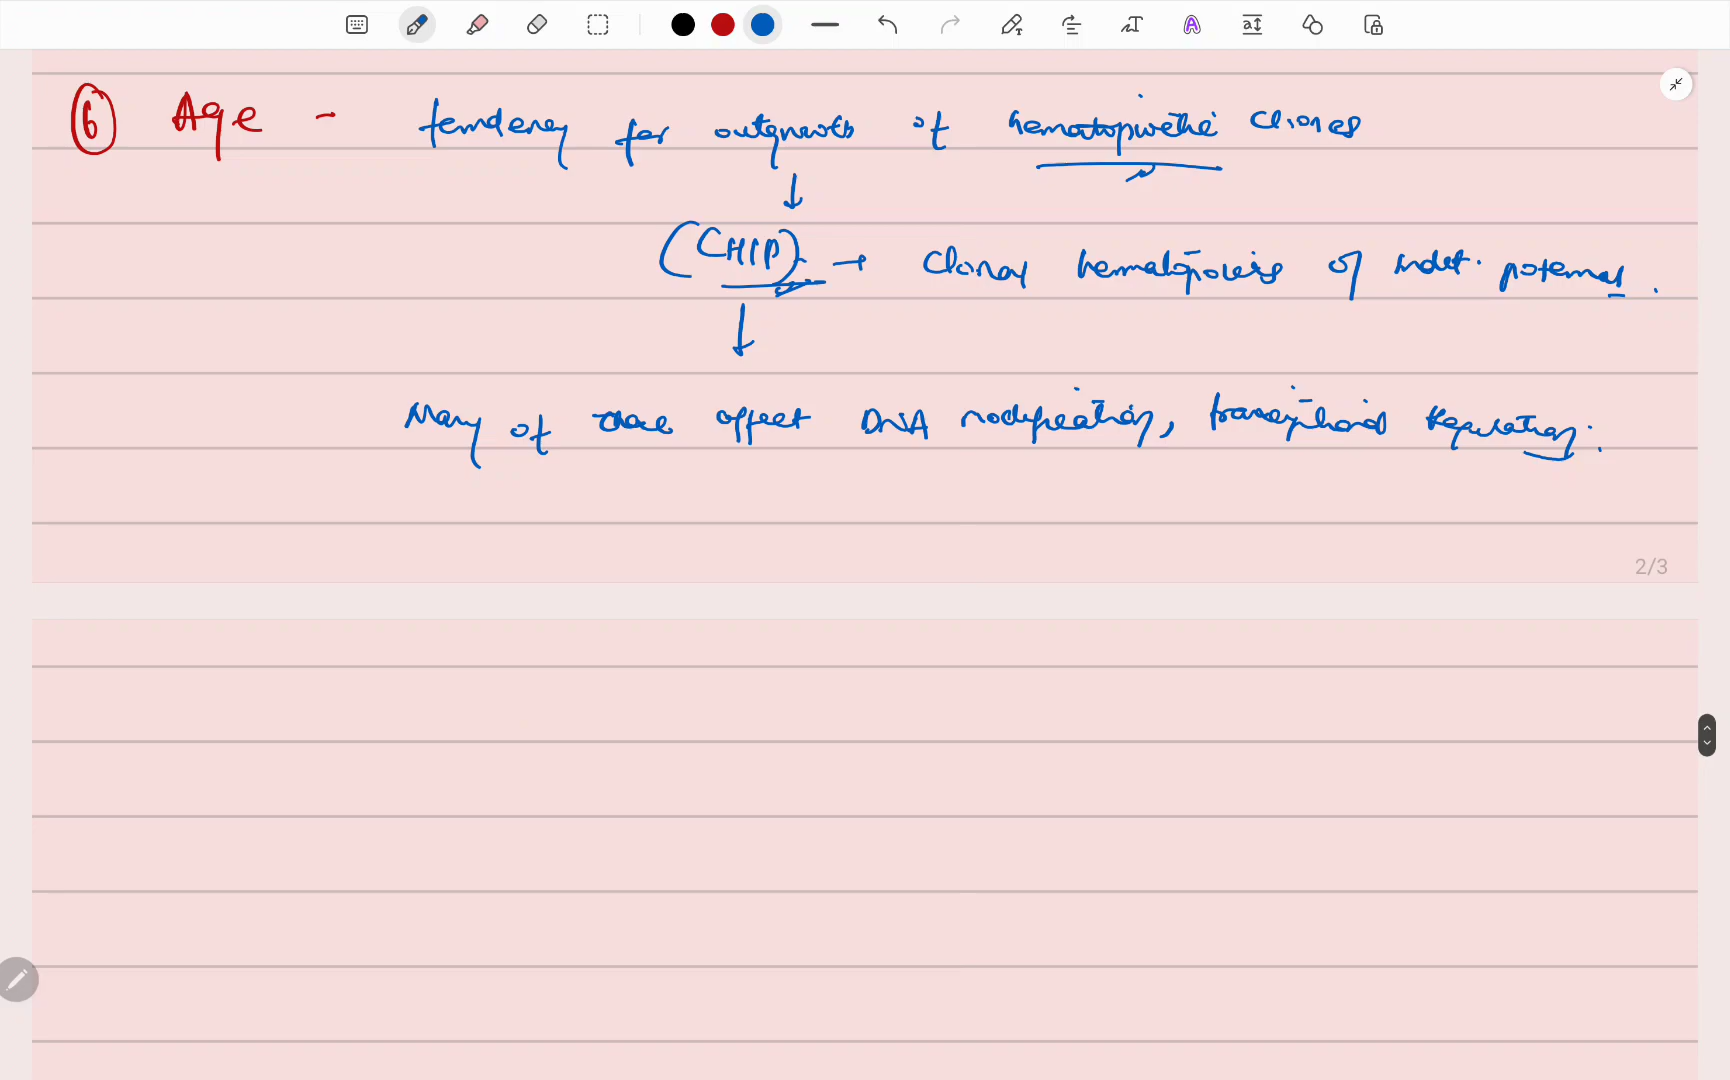 6 Age - tendency for outgrowth of hematopoietic clones
↓
(CHIP) → Clonal hematopoiesis of indet. potential.
↓
Many of these affect DNA modification, transcriptional regulation.
2/3